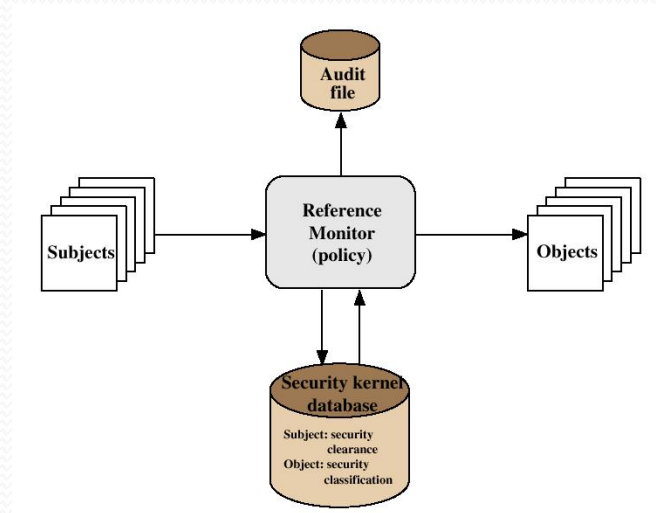 Audit
file
Reference
Monitor
(policy)
Subjects
Objects
Security kernel
database
Subject: security
clearance
Object: security
classification